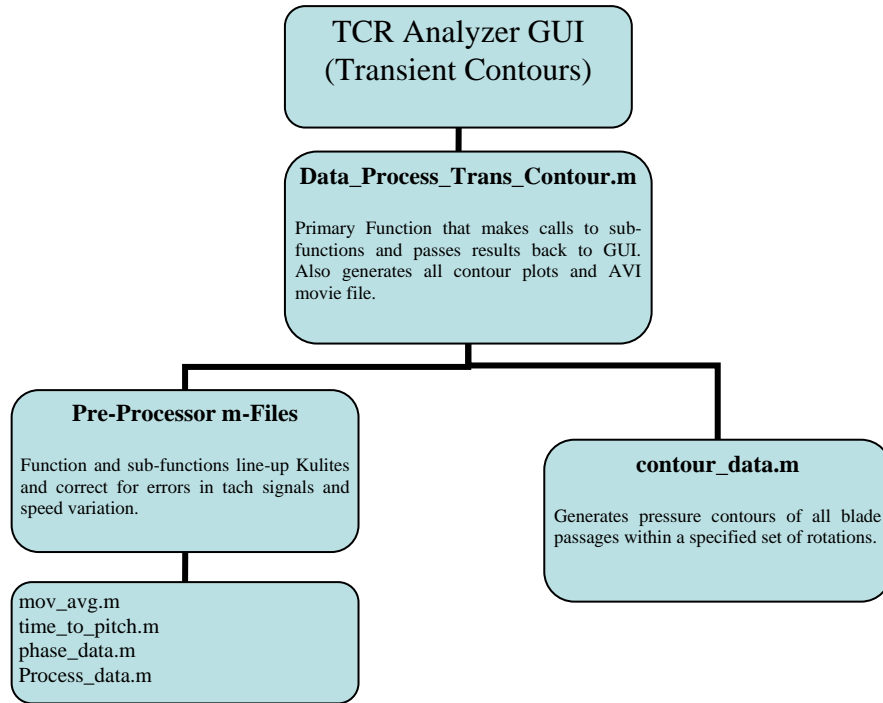 TCR Analyzer GUI
(Transient Contours)
Data_Process_Trans_Contour.m
Primary Function that makes calls to sub-
functions and passes results back to GUI.
Also generates all contour plots and AVI
movie file.
Pre-Processor m-Files
Function and sub-functions line-up Kulites
and correct for errors in tach signals and
speed variation.
contour_data.m
Generates pressure contours of all blade
passages within a specified set of rotations.
mov_avg.m
time_to_pitch.m
phase_data.m
Process_data.m